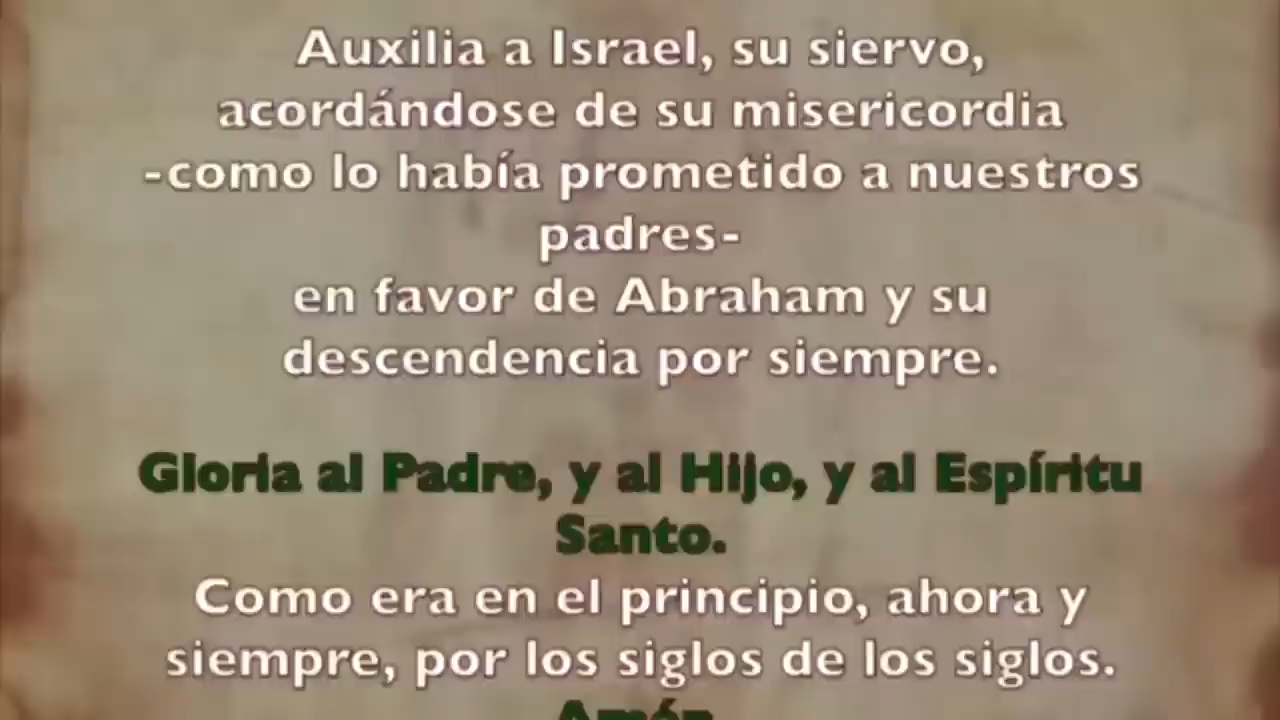 Auxilia a Israel, su siervo,
acordándose de su misericordia
-como lo había prometido a nuestros
padres-
en favor de Abraham y su
descendencia por siempre.
Gloria al Padre, y al Hijo, y al Espíritu
Santo.
Como era en el principio, ahora y
siempre, por los siglos de los siglos.
Amén